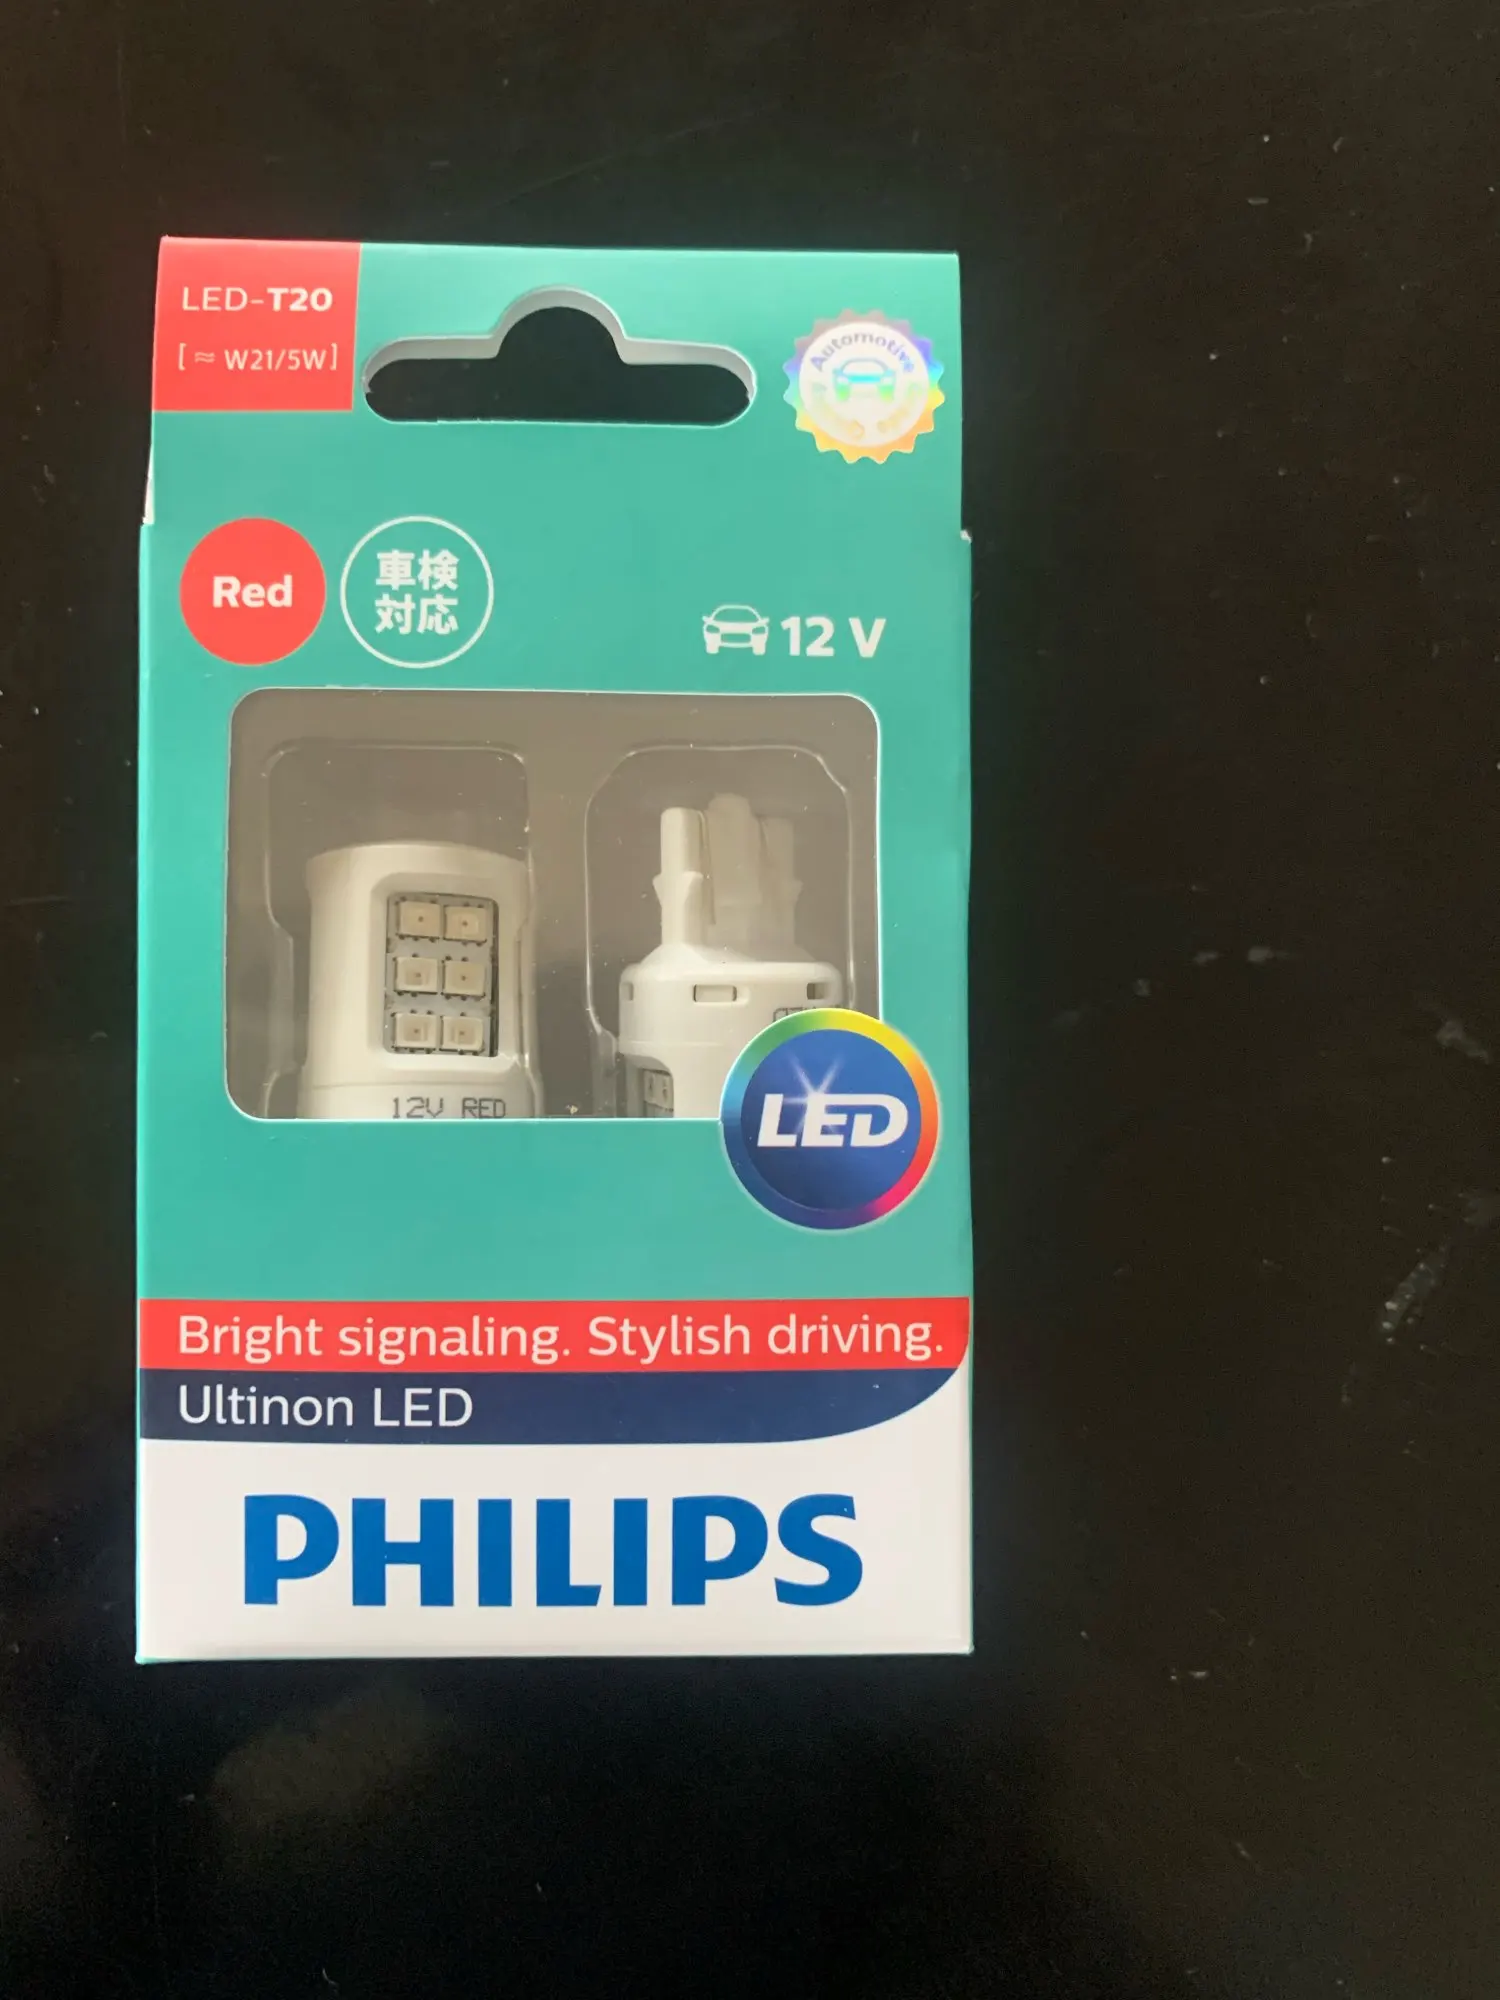 LED-T20
[≈ W21/5W]
Automotive
Red
車検
対応
12 V
12V RED
LED
Bright signaling. Stylish driving.
Ultinon LED
PHILIPS